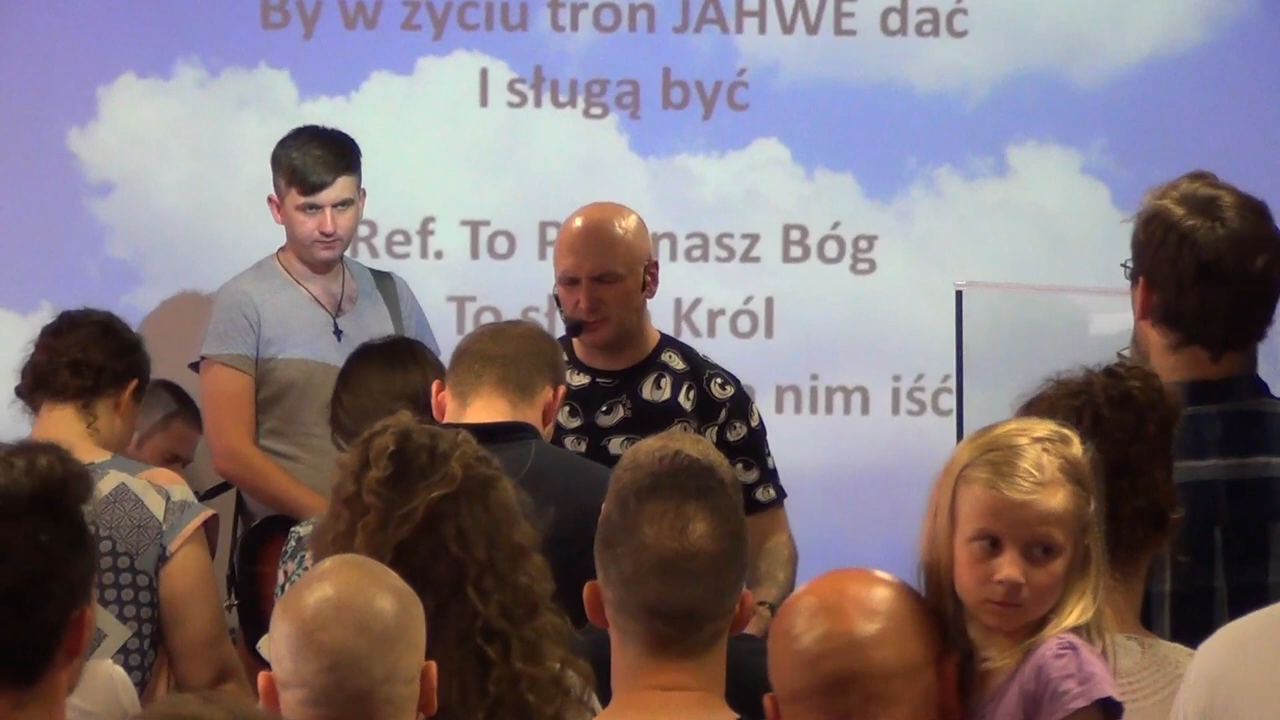 By w życiu tron JAHWE dać
I sługą być
Ref. To nasz Bóg
To Król
nim iść